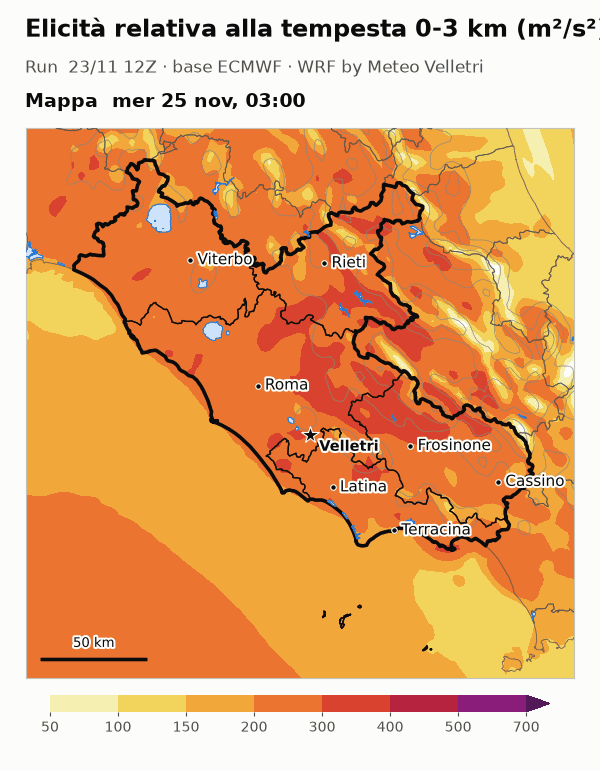 Elicità relativa alla tempesta 0-3 km (m²/s²)
Run 23/11 12Z · base ECMWF · WRF by Meteo Velletri
Mappa mer 25 nov, 03:00
Viterbo
Rieti
Roma
Velletri
Frosinone
Latina
Cassino
Terracina
50 km
50 100 150 200 300 400 500 700